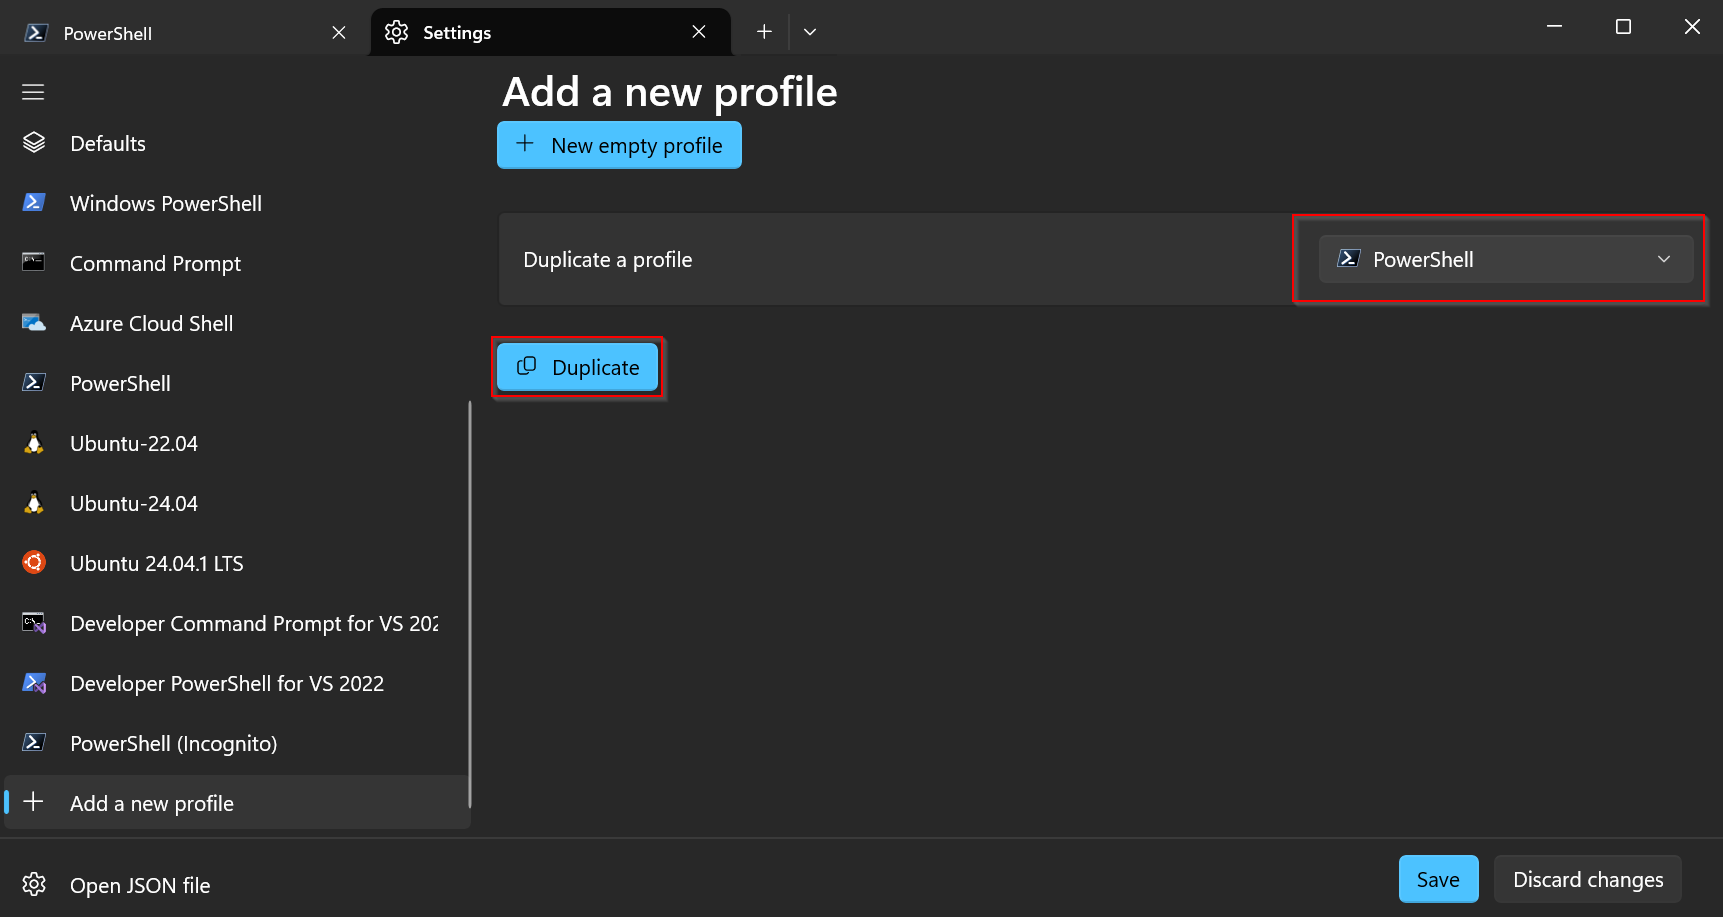 PowerShell
Settings
Add a new profile
New empty profile
Defaults
Windows PowerShell
Command Prompt
Azure Cloud Shell
PowerShell
Ubuntu-22.04
Ubuntu-24.04
Ubuntu 24.04.1 LTS
Developer Command Prompt for VS 202
Developer PowerShell for VS 2022
PowerShell (Incognito)
Add a new profile
Duplicate a profile
PowerShell
Duplicate
Open JSON file
Save
Discard changes